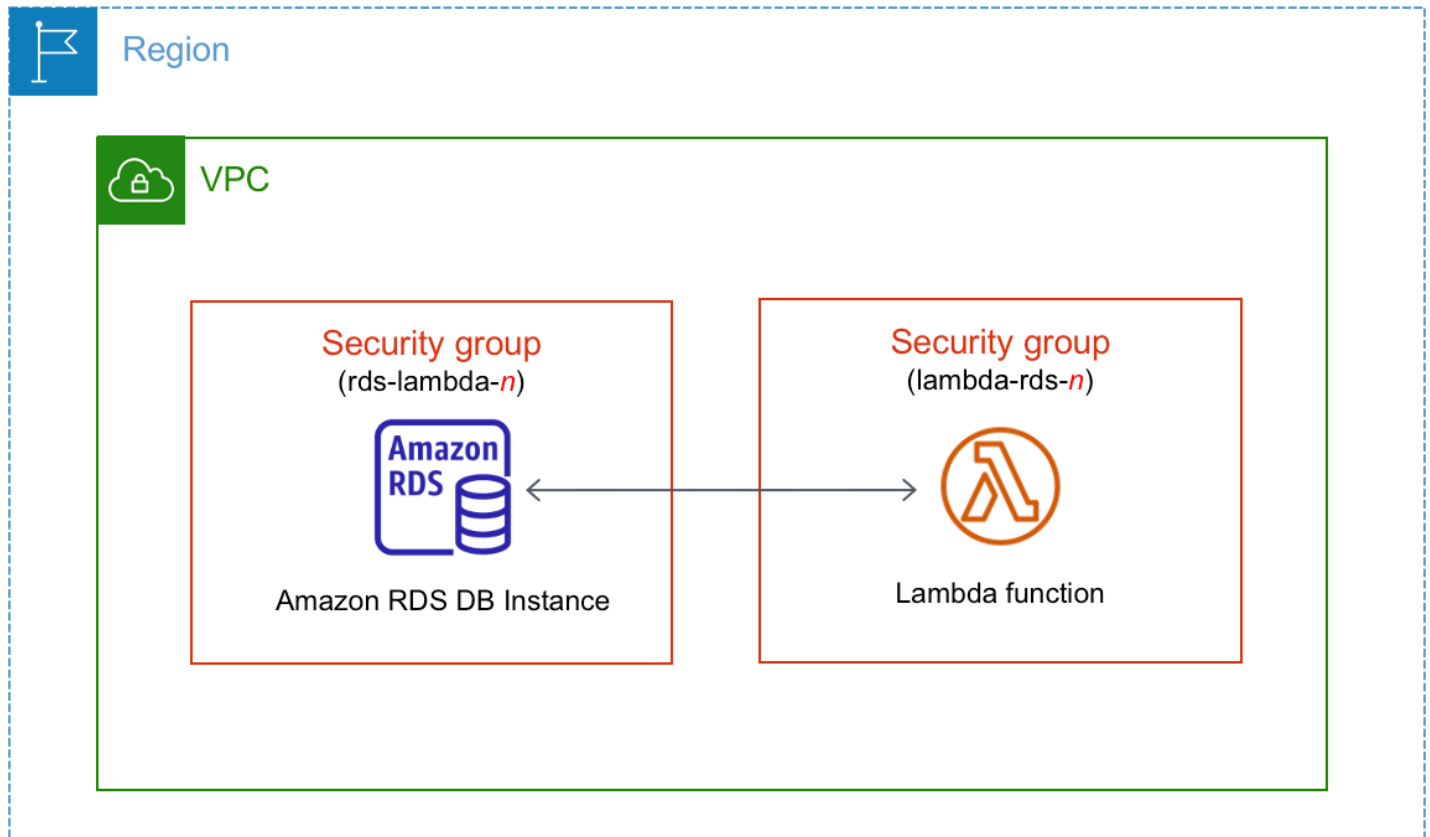 Region
VPC
Security group
(rds-lambda-n)
Amazon
RDS
Amazon RDS DB Instance
Security group
(lambda-rds-n)
Lambda function